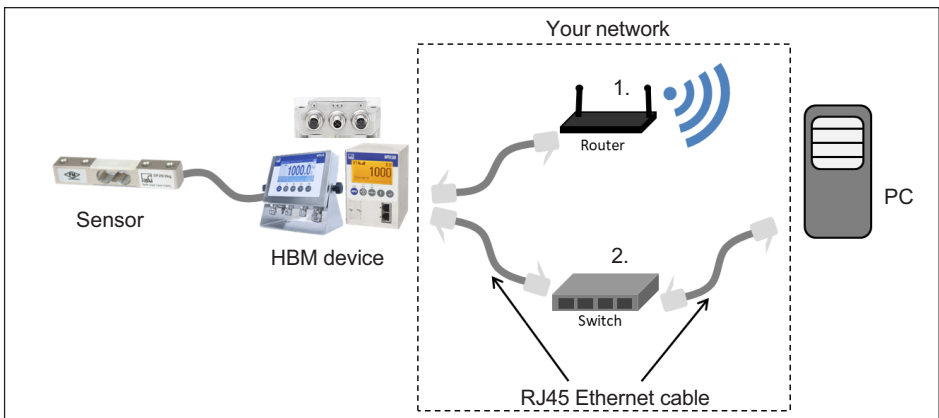 Your network
1.
Router
1000.0
1000
PC
Sensor
HBM device
2.
Switch
RJ45 Ethernet cable